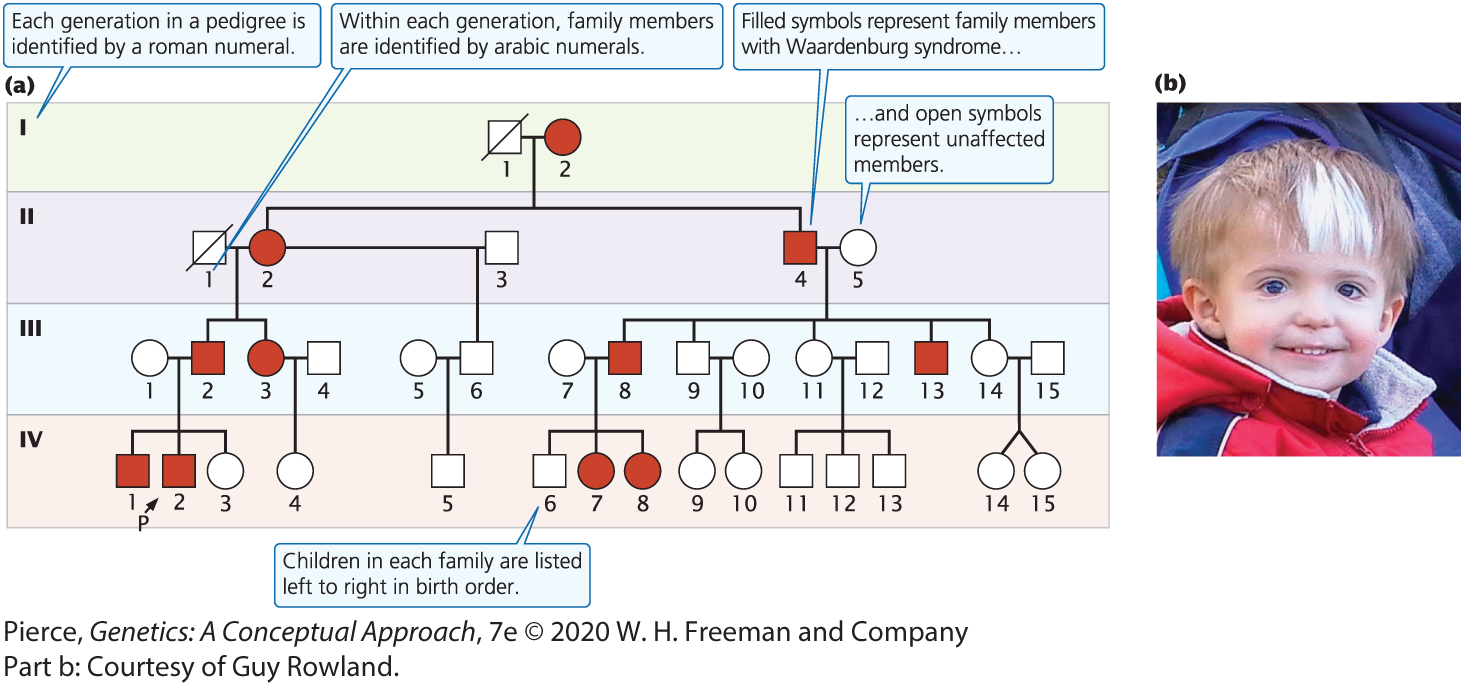 Each generation in a pedigree is
identified by a roman numeral.
Within each generation, family members
are identified by arabic numerals.
Filled symbols represent family members
with Waardenburg syndrome…
(a)
(b)
…and open symbols
represent unaffected
members.
I
1 2
II
1 2 3 4 5
III
1 2 3 4 5 6 7 8 9 10 11 12 13 14 15
IV
1 2 3 4 5 6 7 8 9 10 11 12 13 14 15
P
Children in each family are listed
left to right in birth order.
Pierce, Genetics: A Conceptual Approach, 7e © 2020 W. H. Freeman and Company
Part b: Courtesy of Guy Rowland.